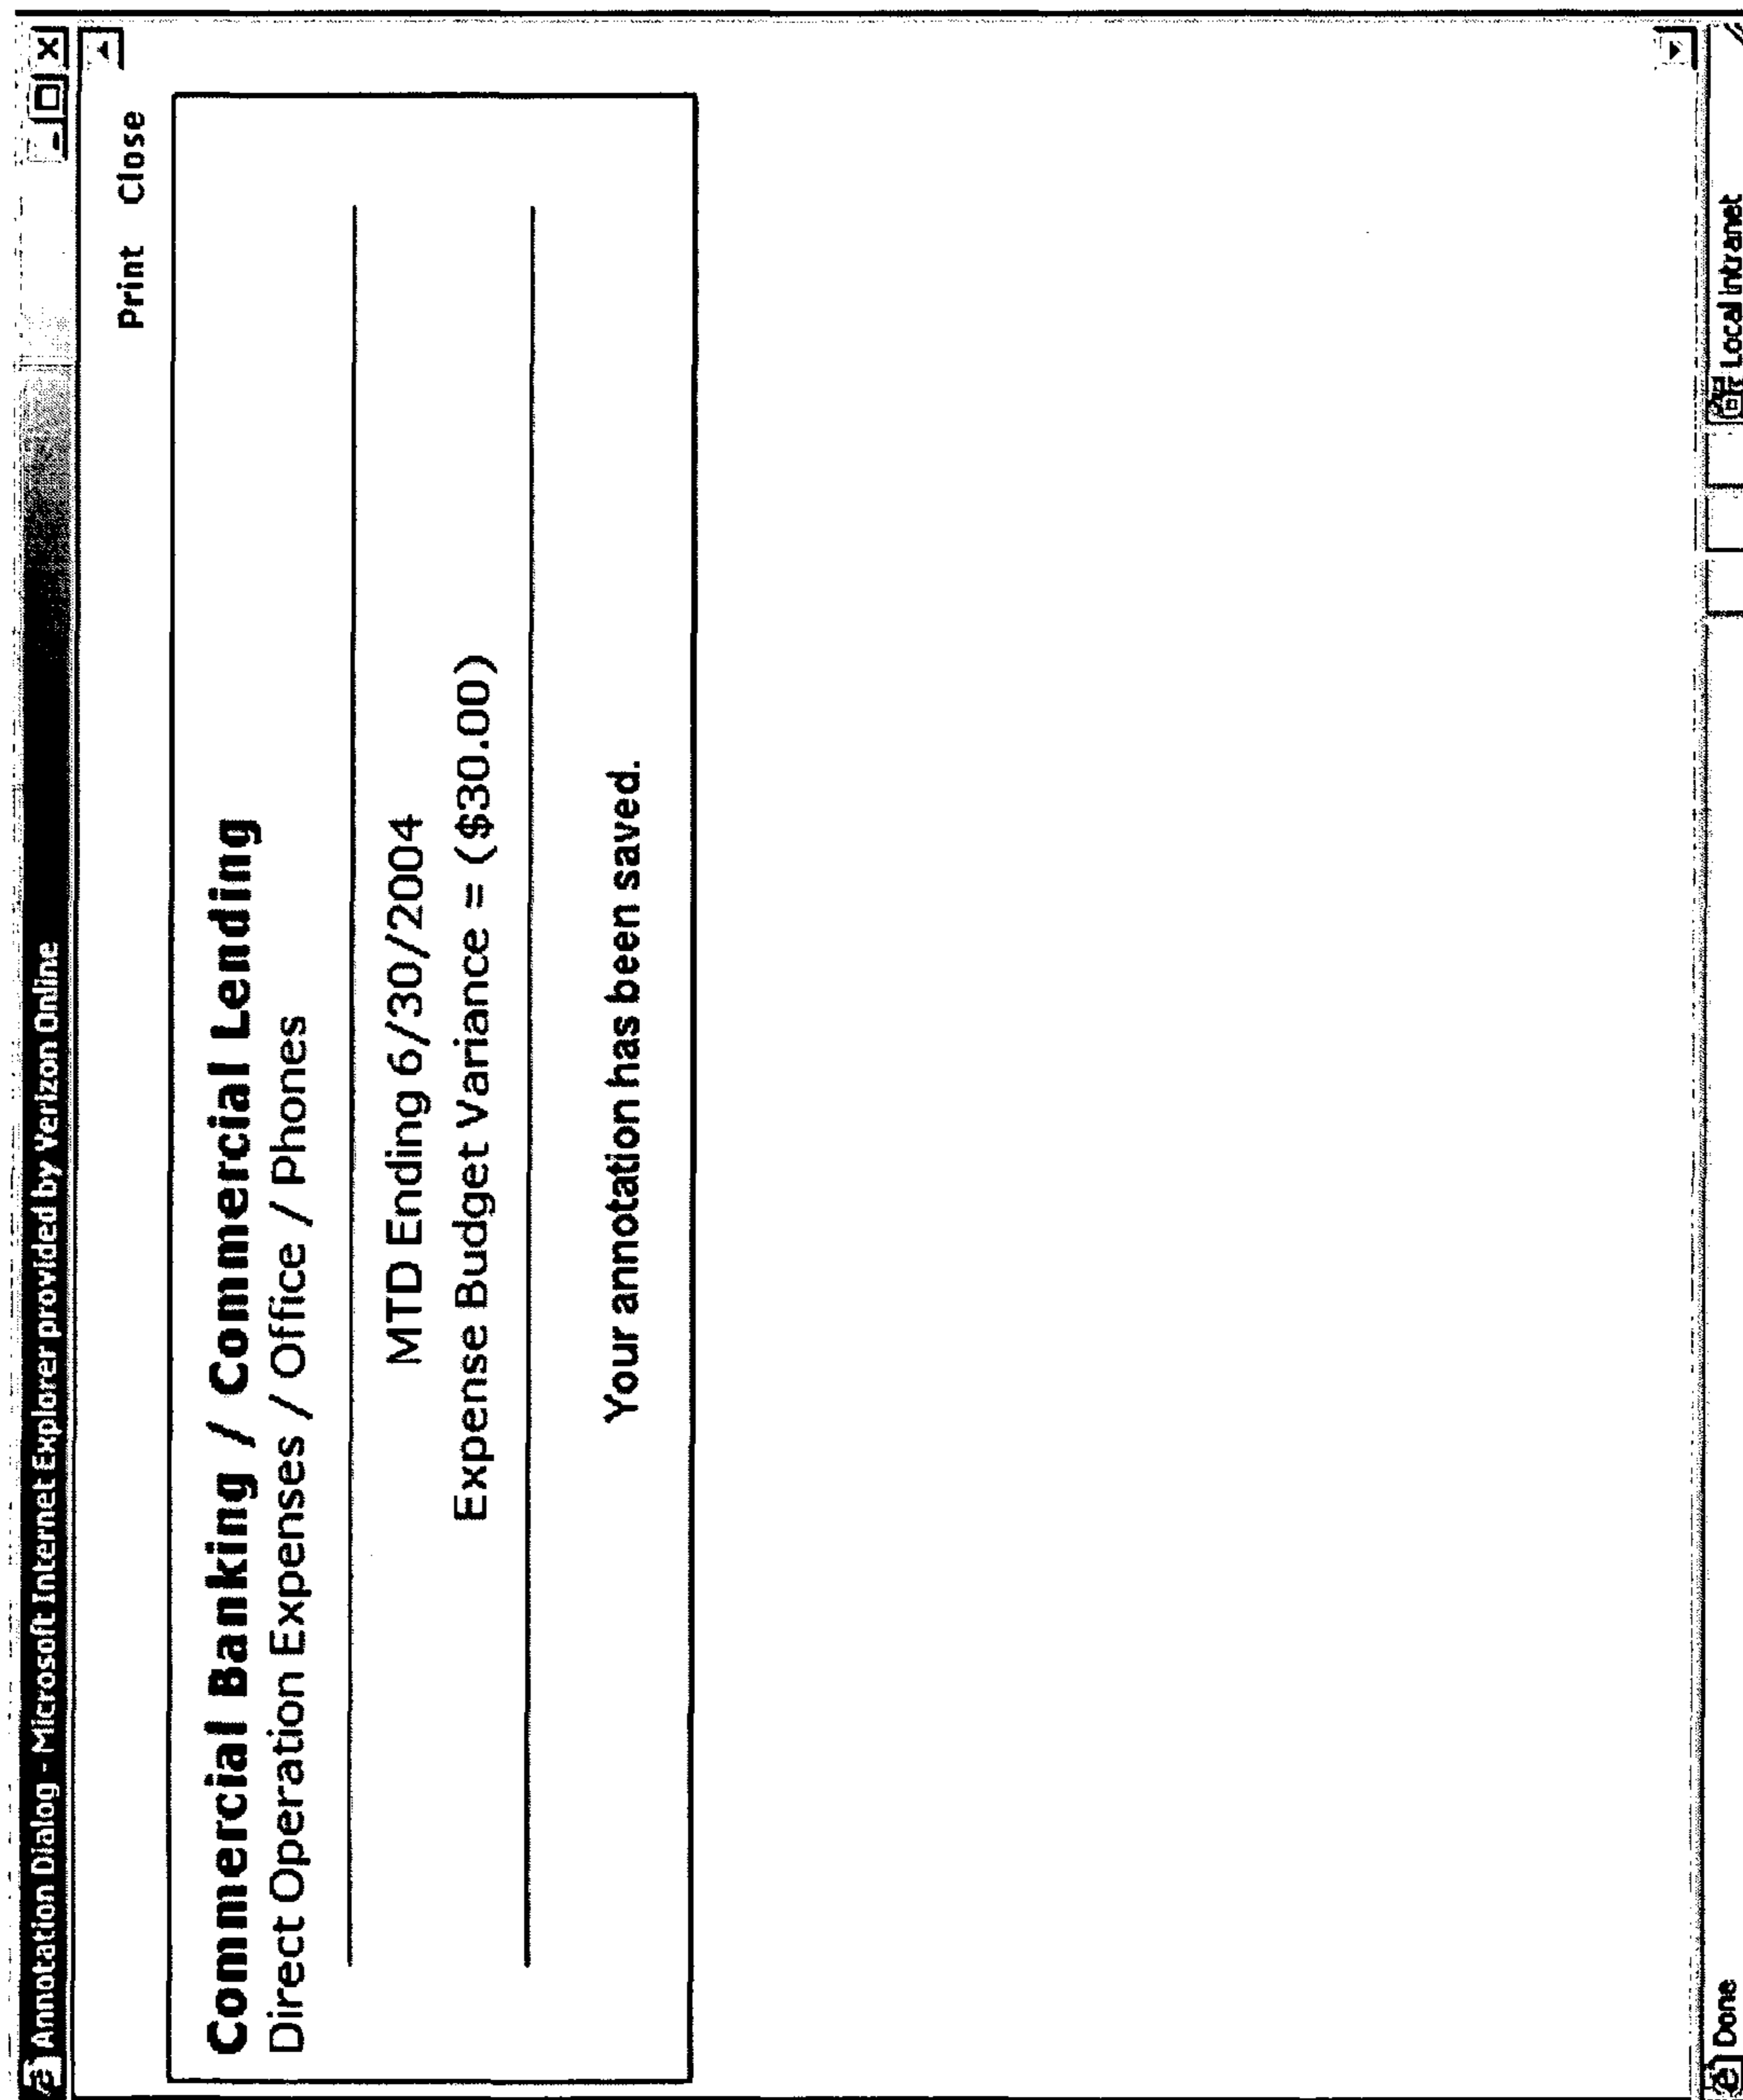 Annotation Dialog - Microsoft Internet Explorer provided by Verizon Online
Print Close
Commercial Banking / Commercial Lending
Direct Operation Expenses / Office / Phones
MTD Ending 6/30/2004
Expense Budget Variance = ($30.00)
Your annotation has been saved.
Done
Local intranet